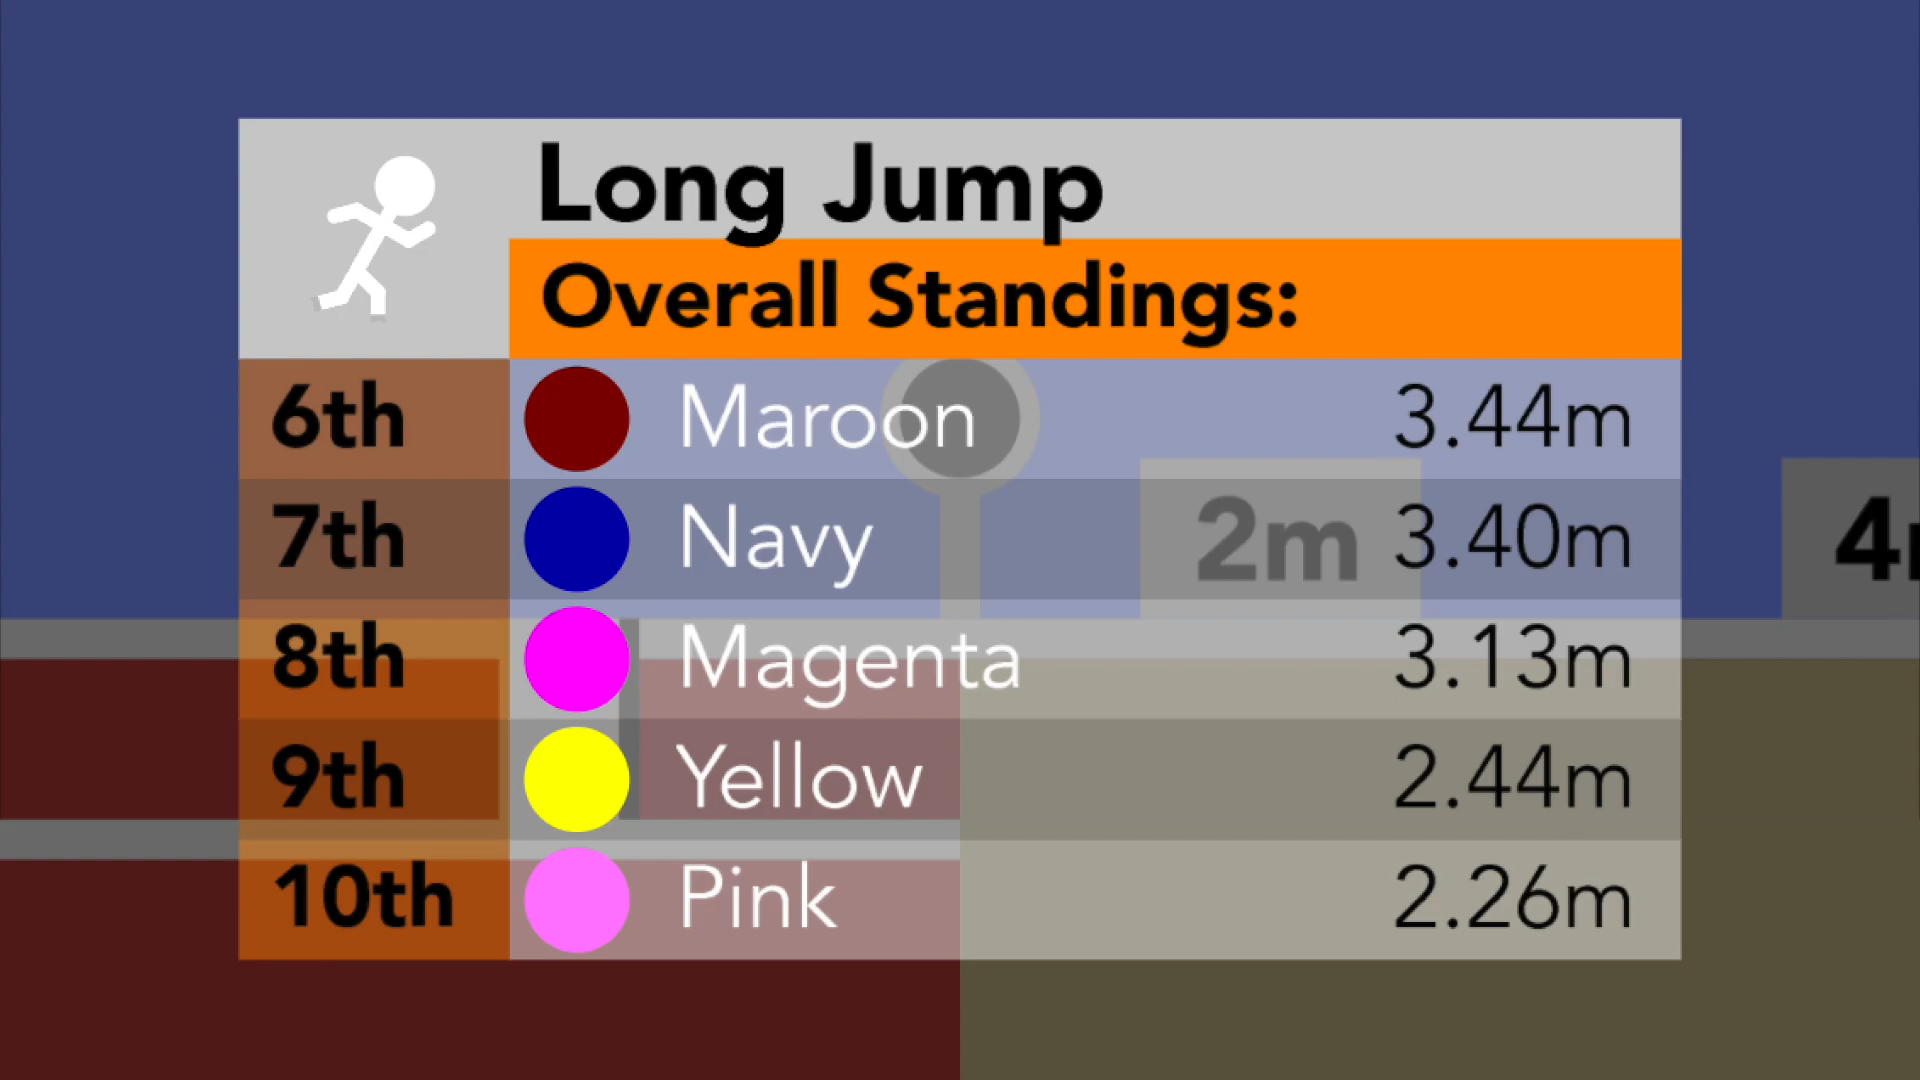 Long Jump
Overall Standings:
6th Maroon 3.44m
7th Navy 3.40m
8th Magenta 3.13m
9th Yellow 2.44m
10th Pink 2.26m
2m